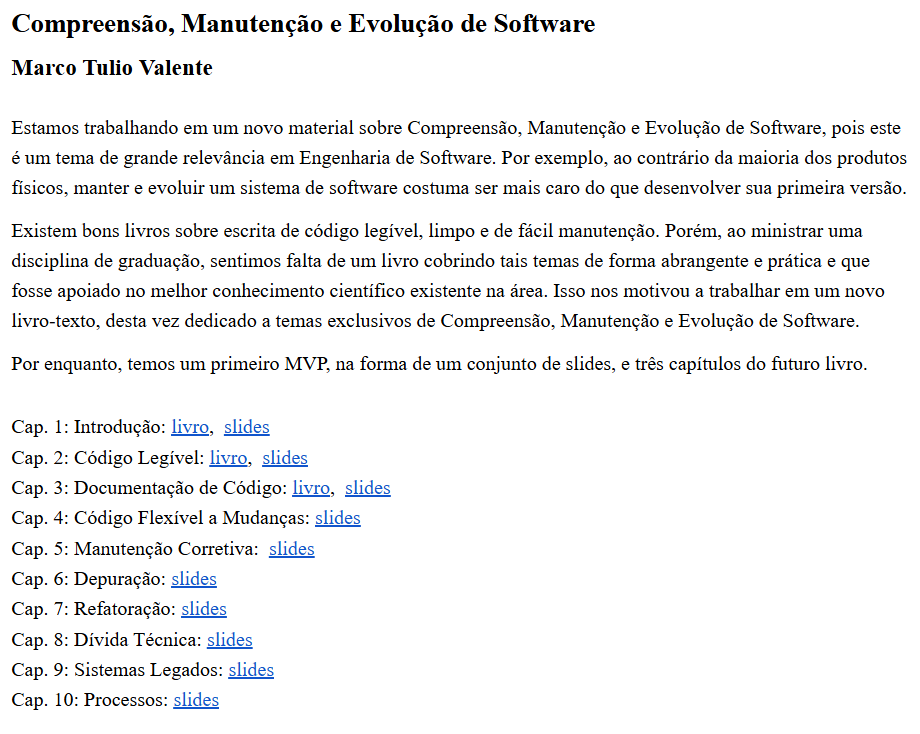 Compreensão, Manutenção e Evolução de Software
Marco Tulio Valente
Estamos trabalhando em um novo material sobre Compreensão, Manutenção e Evolução de Software, pois este
é um tema de grande relevância em Engenharia de Software. Por exemplo, ao contrário da maioria dos produtos
físicos, manter e evoluir um sistema de software costuma ser mais caro do que desenvolver sua primeira versão.
Existem bons livros sobre escrita de código legível, limpo e de fácil manutenção. Porém, ao ministrar uma
disciplina de graduação, sentimos falta de um livro cobrindo tais temas de forma abrangente e prática e que
fosse apoiado no melhor conhecimento científico existente na área. Isso nos motivou a trabalhar em um novo
livro-texto, desta vez dedicado a temas exclusivos de Compreensão, Manutenção e Evolução de Software.
Por enquanto, temos um primeiro MVP, na forma de um conjunto de slides, e três capítulos do futuro livro.
Cap. 1: Introdução: livro, slides
Cap. 2: Código Legível: livro, slides
Cap. 3: Documentação de Código: livro, slides
Cap. 4: Código Flexível a Mudanças: slides
Cap. 5: Manutenção Corretiva: slides
Cap. 6: Depuração: slides
Cap. 7: Refatoração: slides
Cap. 8: Dívida Técnica: slides
Cap. 9: Sistemas Legados: slides
Cap. 10: Processos: slides